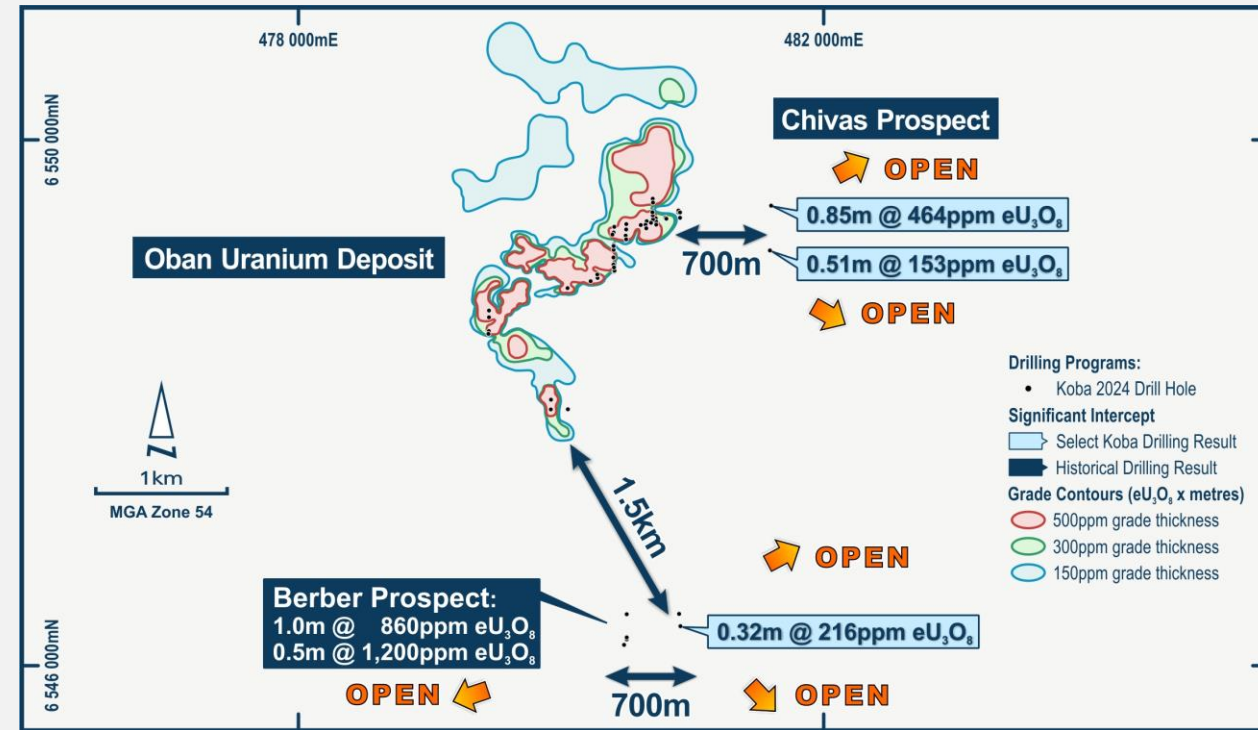 478 000mE
482 000mE
6 550 000mN
Chivas Prospect
OPEN
0.85m @ 464ppm eU₃O₈
700m
Oban Uranium Deposit
0.51m @ 153ppm eU₃O₈
OPEN
Drilling Programs:
Koba 2024 Drill Hole
Significant Intercept
Select Koba Drilling Result
Historical Drilling Result
Grade Contours (eU₃O₈ x metres)
500ppm grade thickness
300ppm grade thickness
150ppm grade thickness
N
1km
MGA Zone 54
1.5km
OPEN
Berber Prospect:
1.0m @ 860ppm eU₃O₈
0.5m @ 1,200ppm eU₃O₈
0.32m @ 216ppm eU₃O₈
6 546 000mN
OPEN
700m
OPEN